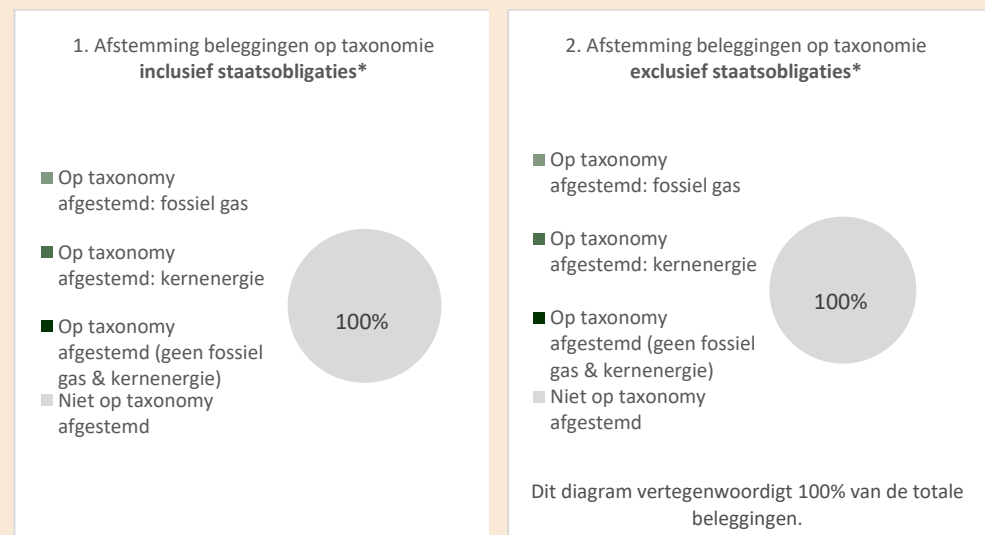 1. Afstemming beleggingen op taxonomie
inclusief staatsobligaties*
Op taxonomy
afgestemd: fossiel gas
Op taxonomy
afgestemd: kernenergie
Op taxonomy
afgestemd (geen fossiel
gas & kernenergie)
Niet op taxonomy
afgestemd
100%
2. Afstemming beleggingen op taxonomie
exclusief staatsobligaties*
Op taxonomy
afgestemd: fossiel gas
Op taxonomy
afgestemd: kernenergie
Op taxonomy
afgestemd (geen fossiel
gas & kernenergie)
Niet op taxonomy
afgestemd
100%
Dit diagram vertegenwoordigt 100% van de totale
beleggingen.